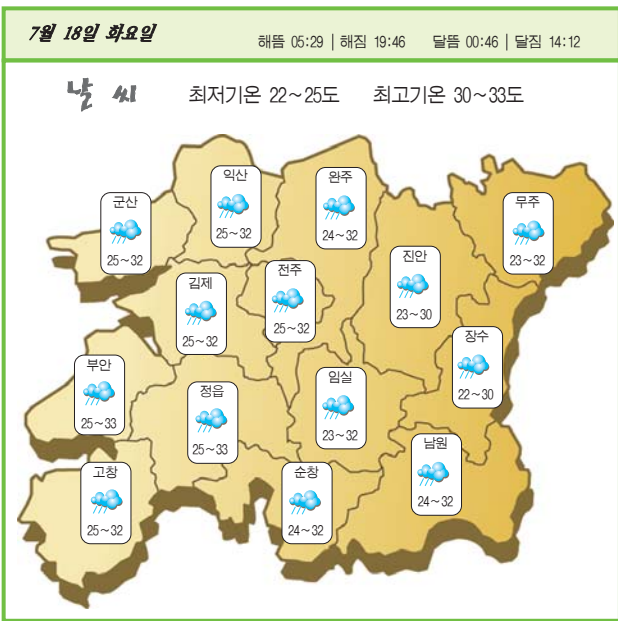 7월 18일 화요일
해뜸 05:29 | 해짐 19:46 달뜸 00:46 | 달짐 14:12
날씨 최저기온 22~25도 최고기온 30~33도
군산
25~32
익산
25~32
완주
24~32
무주
23~32
김제
25~32
전주
25~32
진안
23~30
장수
22~30
부안
25~33
정읍
25~33
임실
23~32
남원
24~32
고창
25~32
순창
24~32